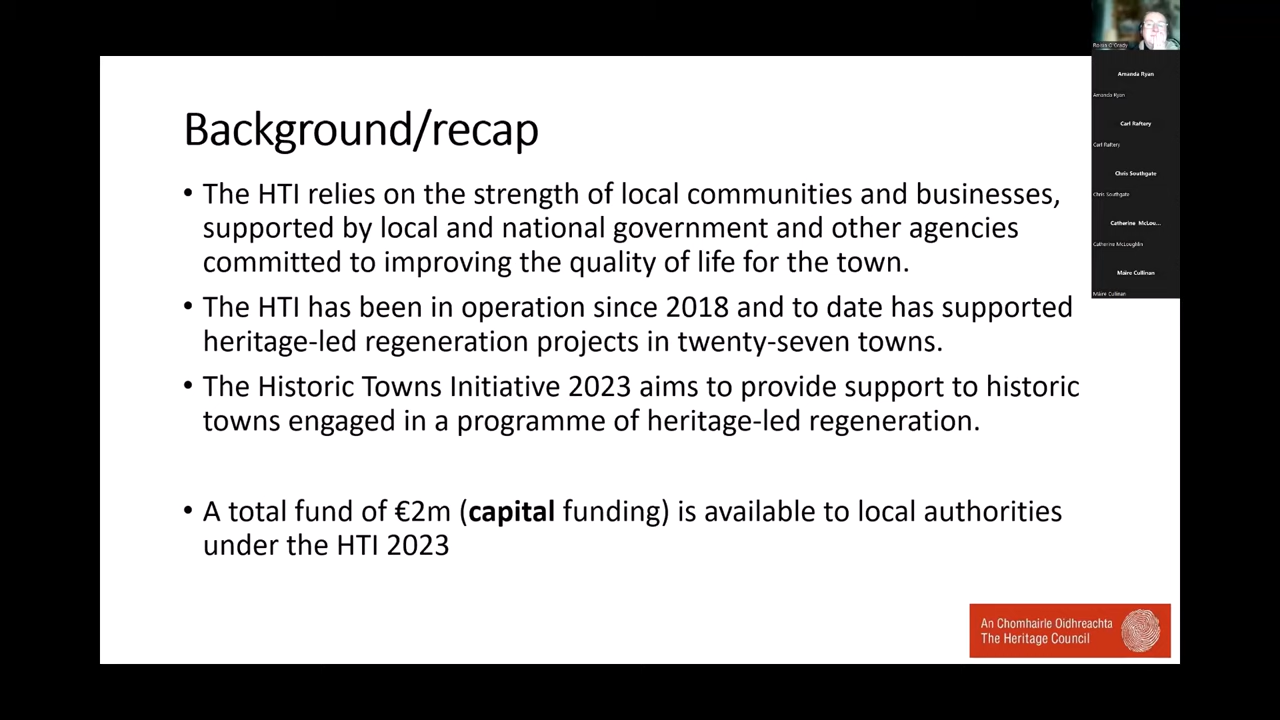 Background/recap
• The HTI relies on the strength of local communities and businesses,
supported by local and national government and other agencies
committed to improving the quality of life for the town.
• The HTI has been in operation since 2018 and to date has supported
heritage-led regeneration projects in twenty-seven towns.
• The Historic Towns Initiative 2023 aims to provide support to historic
towns engaged in a programme of heritage-led regeneration.
• A total fund of €2m (capital funding) is available to local authorities
under the HTI 2023
An Chomhairle Oidhreachta
The Heritage Council
Amanda Ryan
Amanda Ryan
Carl Raftery
Carl Raftery
Chris Southgate
Chris Southgate
Catherine McLou...
Catherine McLoughlin
Máire Cullinan
Máire Cullinan